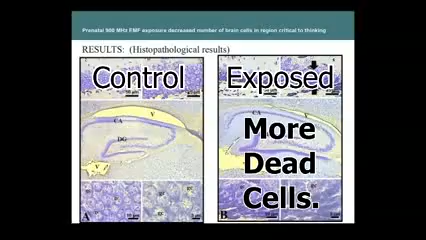 Prenatal 900 MHz EMF exposure decreased number of brain cells in region critical to thinking
RESULTS: (Histopathological results)
Control
Exposed
CA
V
DG
V
CA
More
Dead
Cells.
A
B